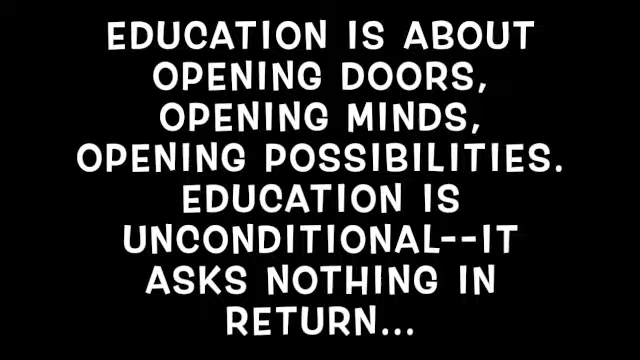 EDUCATION IS ABOUT
OPENING DOORS,
OPENING MINDS,
OPENING POSSIBILITIES.
EDUCATION IS
UNCONDITIONAL--IT
ASKS NOTHING IN
RETURN...